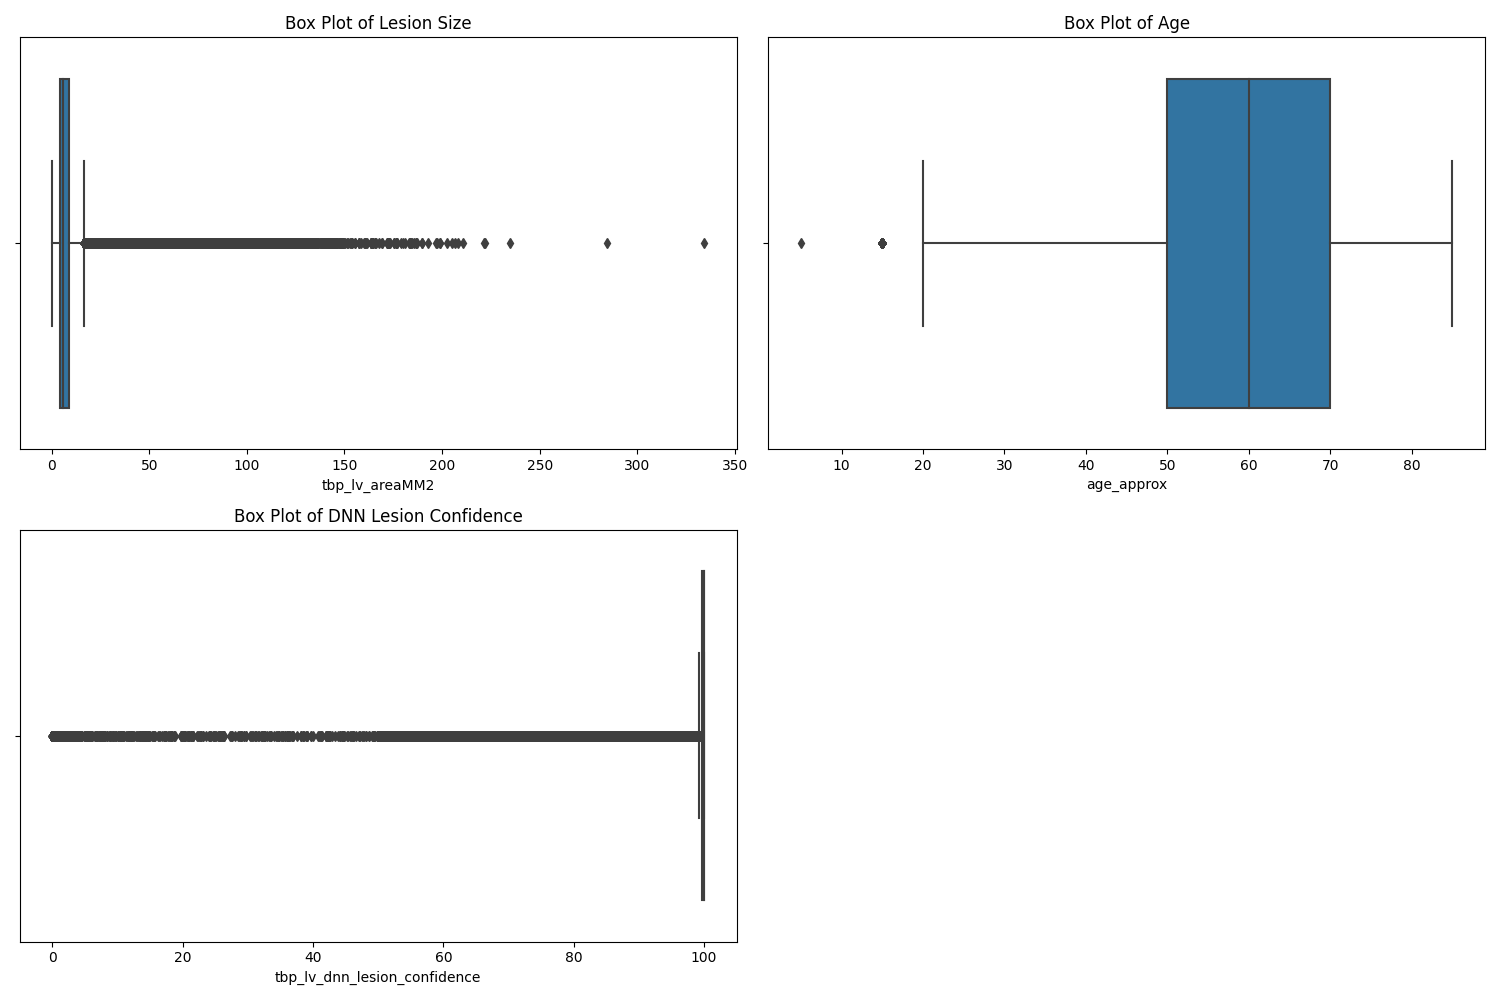 Box Plot of Lesion Size
0 50 100 150 200 250 300 350
tbp_lv_areaMM2
Box Plot of Age
10 20 30 40 50 60 70 80
age_approx
Box Plot of DNN Lesion Confidence
0 20 40 60 80 100
tbp_lv_dnn_lesion_confidence